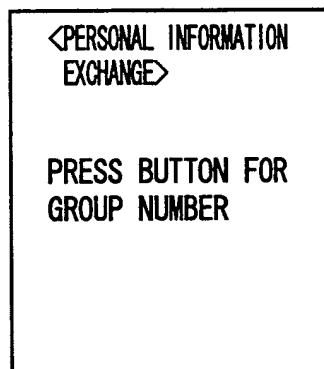 <PERSONAL INFORMATION
EXCHANGE>
PRESS BUTTON FOR
GROUP NUMBER